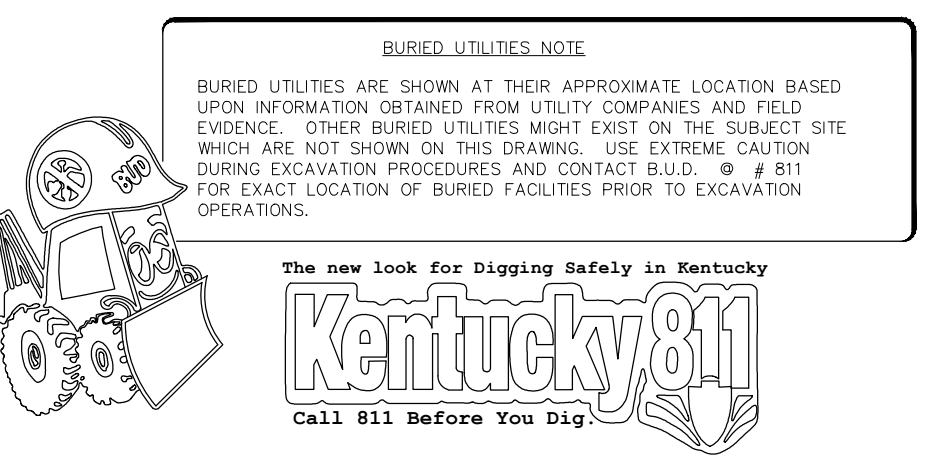 BURIED UTILITIES NOTE
BURIED UTILITIES ARE SHOWN AT THEIR APPROXIMATE LOCATION BASED
UPON INFORMATION OBTAINED FROM UTILITY COMPANIES AND FIELD
EVIDENCE. OTHER BURIED UTILITIES MIGHT EXIST ON THE SUBJECT SITE
WHICH ARE NOT SHOWN ON THIS DRAWING. USE EXTREME CAUTION
DURING EXCAVATION PROCEDURES AND CONTACT B.U.D. @ # 811
FOR EXACT LOCATION OF BURIED FACILITIES PRIOR TO EXCAVATION
OPERATIONS.
BUD
The new look for Digging Safely in Kentucky
Kentucky 811
Call 811 Before You Dig.